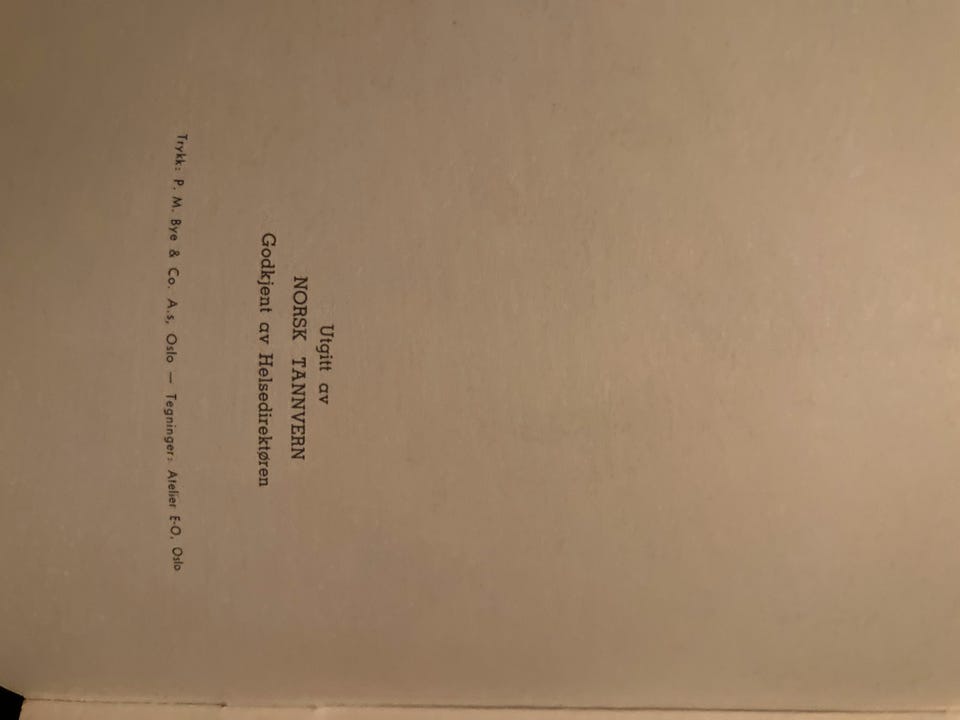 Utgitt av
NORSK TANNVERN
Godkjent av Helsedirektøren
Trykk: P. M. Bye & Co. A.s, Oslo — Tegninger: Atelier E-O, Oslo